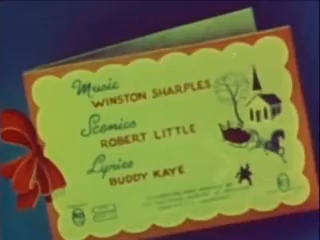 Music
WINSTON SHARPLES
Scenics
ROBERT LITTLE
Lyrics
BUDDY KAYE